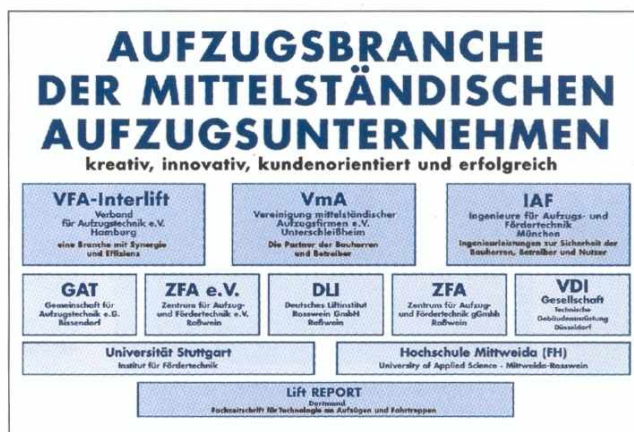 AUFZUGSBRANCHE
DER MITTELSTÄNDISCHEN
AUFZUGSUNTERNEHMEN
kreativ, innovativ, kundenorientiert und erfolgreich
VFA-Interlift
Verband
für Aufzugstechnik e.V.
Hamburg
eine Branche mit Synergie
und Effizienz
VmA
Vereinigung mittelständischer
Aufzugsfirmen e.V.
Unterschleißheim
Die Partner der Bauherren
und Betreiber
IAF
Ingenieure für Aufzugs- und
Fördertechnik
München
Ingenieurleistungen zur Sicherheit der
Bauherren, Betreiber und Nutzer
GAT
Gemeinschaft für
Aufzugstechnik e.G.
Bissendorf
ZFA e.V.
Zentrum für Aufzug-
und Fördertechnik e.V.
Roßwein
DLI
Deutsches Liftinstitut
Rosswein GmbH
Roßwein
ZFA
Zentrum für Aufzug-
und Fördertechnik gGmbh
Roßwein
VDI
Gesellschaft
Technische
Gebäudeausrüstung
Düsseldorf
Universität Stuttgart
Institut für Fördertechnik
Hochschule Mittweida (FH)
University of Applied Science - Mittweida-Rosswein
Lift REPORT
Dortmund
Fachzeitschrift für Technologie an Aufzügen und Fahrtreppen